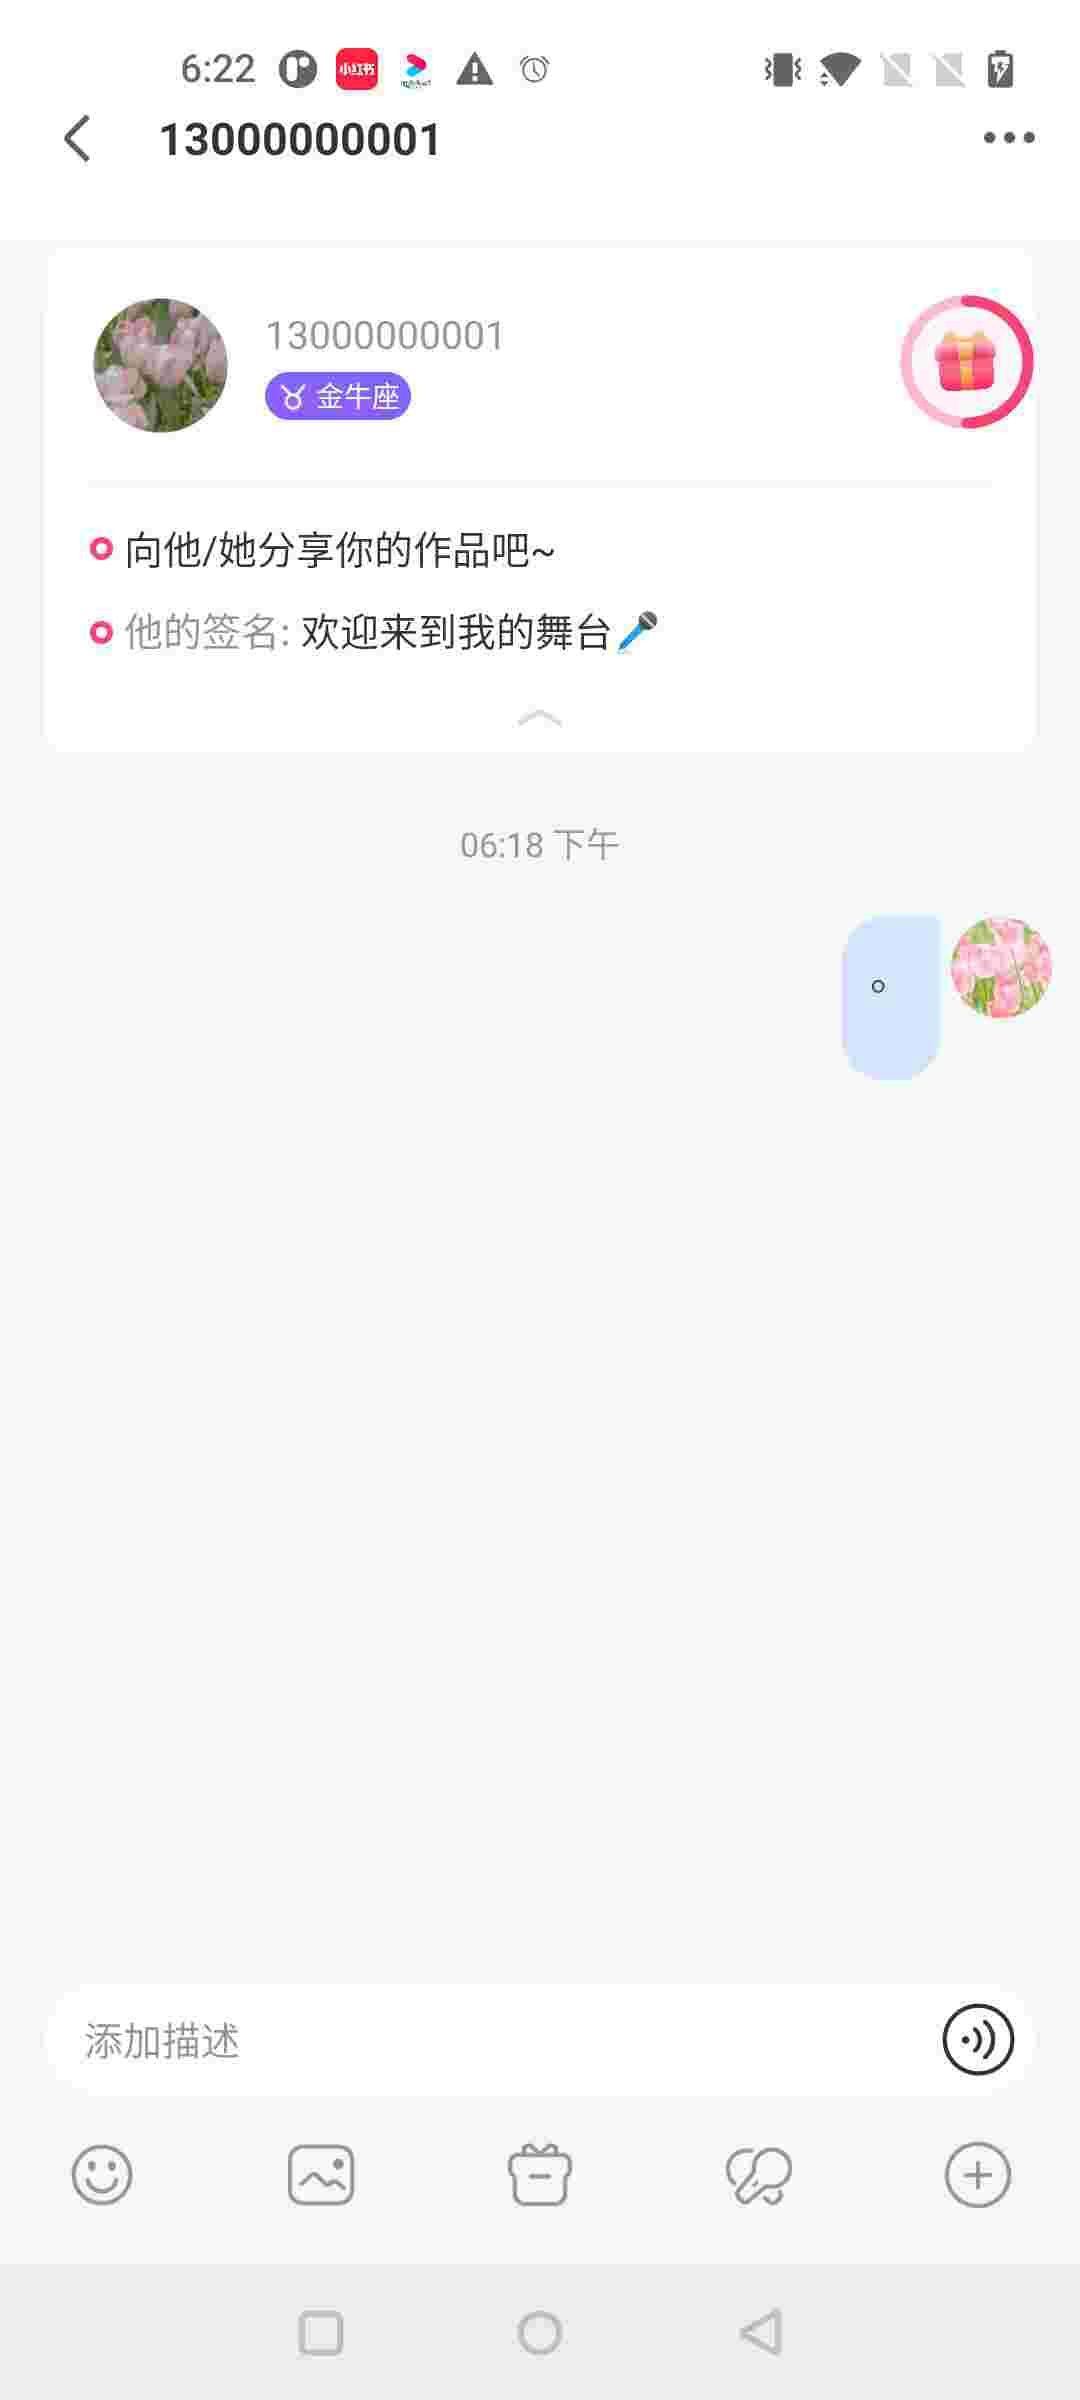 6:22
小红书
13000000001
13000000001
金牛座
向他/她分享你的作品吧~
他的签名: 欢迎来到我的舞台🎤
06:18 下午
。
添加描述